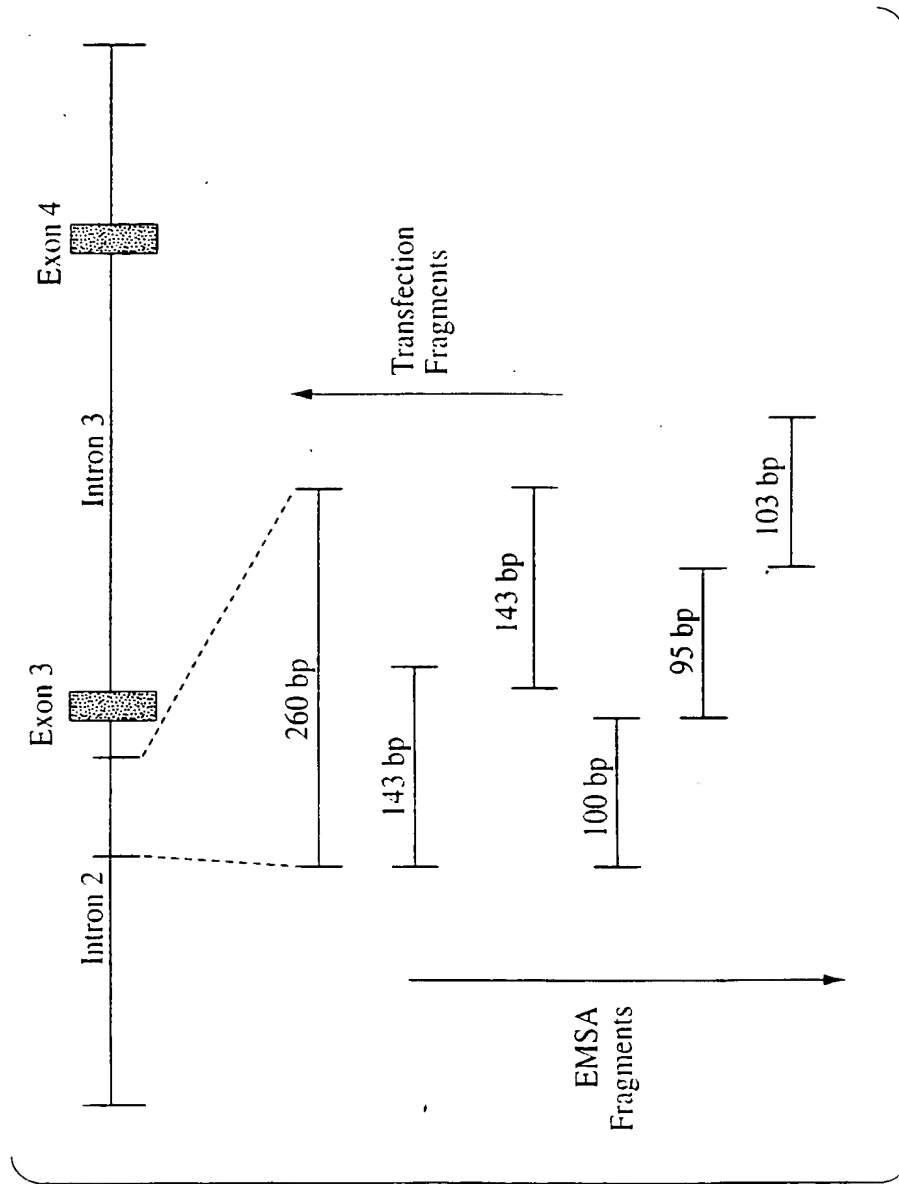 Intron 2
Exon 3
Intron 3
Exon 4
260 bp
143 bp
143 bp
100 bp
95 bp
103 bp
EMSA
Fragments
Transfection
Fragments